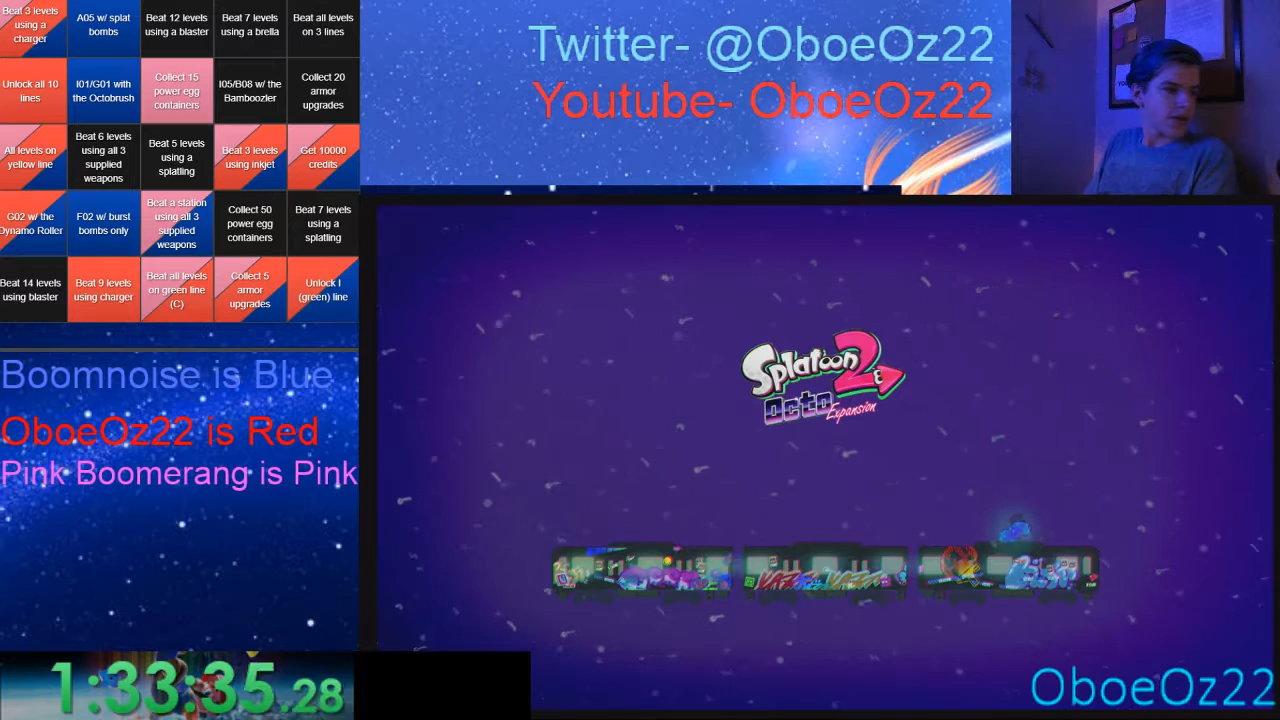 Beat 3 levels
using a
charger
A05 w/ splat
bombs
Beat 12 levels
using a blaster
Beat 7 levels
using a brella
Beat all levels
on 3 lines
Unlock all 10
lines
I01/G01 with
the Octobrush
Collect 15
power egg
containers
I05/B08 w/ the
Bamboozler
Collect 20
armor
upgrades
All levels on
yellow line
Beat 6 levels
using all 3
supplied
weapons
Beat 5 levels
using a
splatling
Beat 3 levels
using inkjet
Get 10000
credits
G02 w/ the
Dynamo Roller
F02 w/ burst
bombs only
Beat a station
using all 3
supplied
weapons
Collect 50
power egg
containers
Beat 7 levels
using a
splatling
Beat 14 levels
using blaster
Beat 9 levels
using charger
Beat all levels
on green line
(C)
Collect 5
armor
upgrades
Unlock I
(green) line
Twitter- @OboeOz22
Youtube- OboeOz22
Boomnoise is Blue
OboeOz22 is Red
Pink Boomerang is Pink
Splatoon 2
Octo Expansion
1:33:35.28
OboeOz22